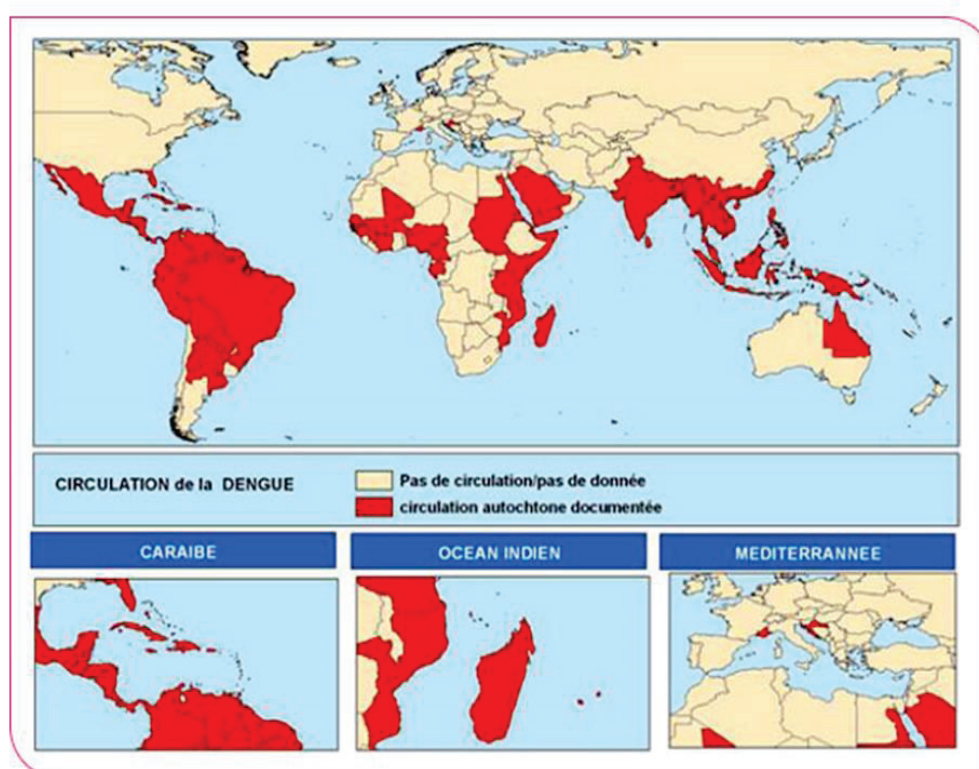 CIRCULATION de la DENGUE
Pas de circulation/pas de donnée
circulation autochtone documentée
CARAIBE
OCEAN INDIEN
MEDITERRANNEE